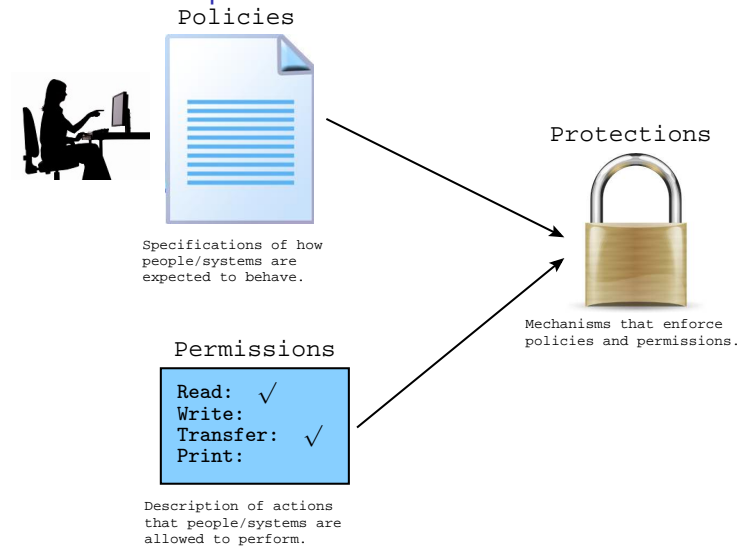 Policies
Specifications of how
people/systems are
expected to behave.
Protections
Mechanisms that enforce
policies and permissions.
Permissions
Read: √
Write:
Transfer: √
Print:
Description of actions
that people/systems are
allowed to perform.